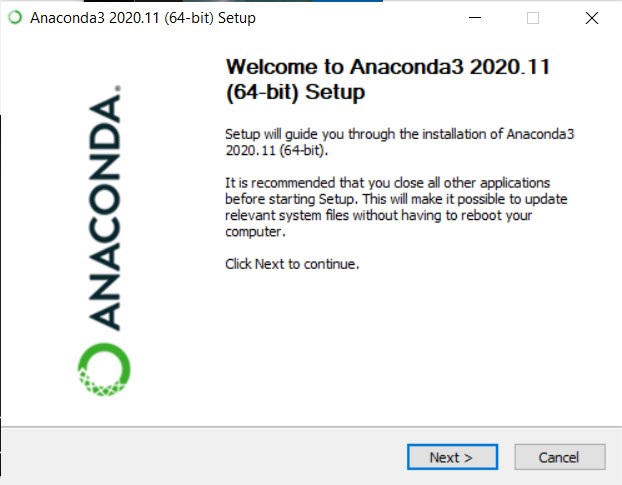 Anaconda3 2020.11 (64-bit) Setup
Welcome to Anaconda3 2020.11
(64-bit) Setup
Setup will guide you through the installation of Anaconda3
2020.11 (64-bit).
It is recommended that you close all other applications
before starting Setup. This will make it possible to update
relevant system files without having to reboot your
computer.
Click Next to continue.
ANACONDA.
Next >
Cancel